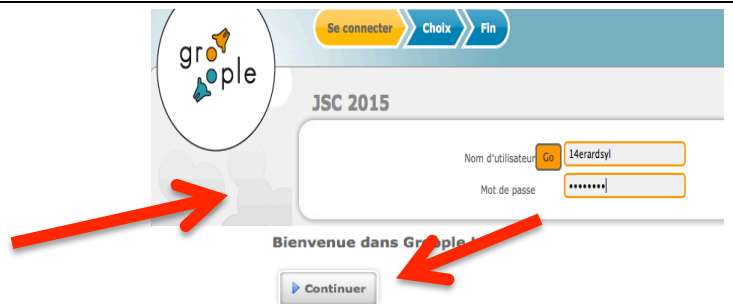 Se connecter Choix Fin
groople
JSC 2015
Nom d'utilisateur Go 14erardsyl
Mot de passe ••••••••
Bienvenue dans Groople !
Continuer